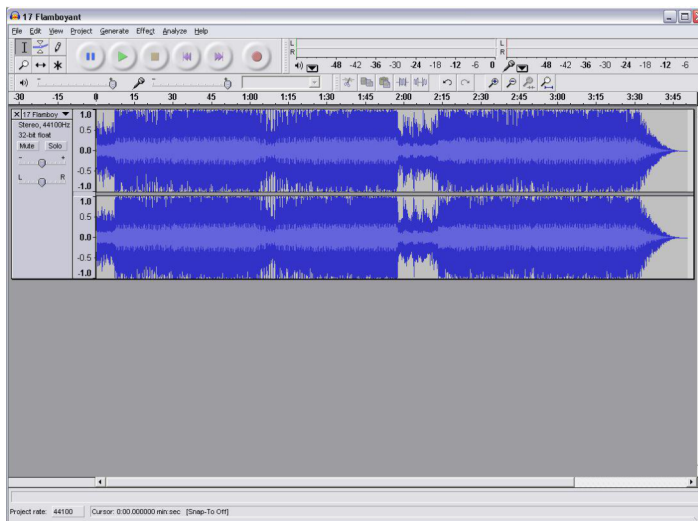 17 Flamboyant
File Edit View Project Generate Effect Analyze Help
L
R
-48 -42 -36 -30 -24 -18 -12 -6 0
L
R
-48 -42 -36 -30 -24 -18 -12 -6
-30 -15 0 15 30 45 1:00 1:15 1:30 1:45 2:00 2:15 2:30 2:45 3:00 3:15 3:30 3:45
X 17 Flamboy
Stereo, 44100Hz
32-bit float
Mute Solo
- +
L R
1.0
0.5
0.0
-0.5
-1.0
1.0
0.5
0.0
-0.5
-1.0
Project rate: 44100 Cursor: 0:00.000000 min:sec [Snap-To Off]